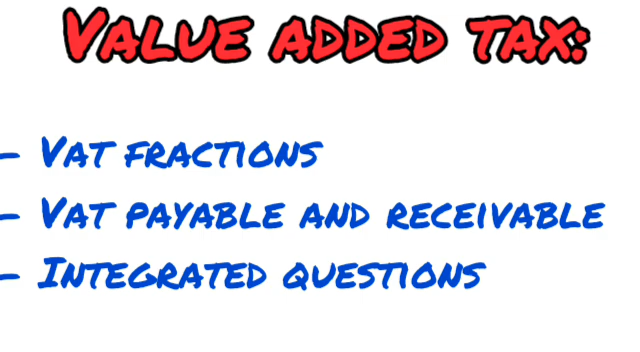 Value added tax:
- Vat fractions
- Vat payable and receivable
- Integrated questions